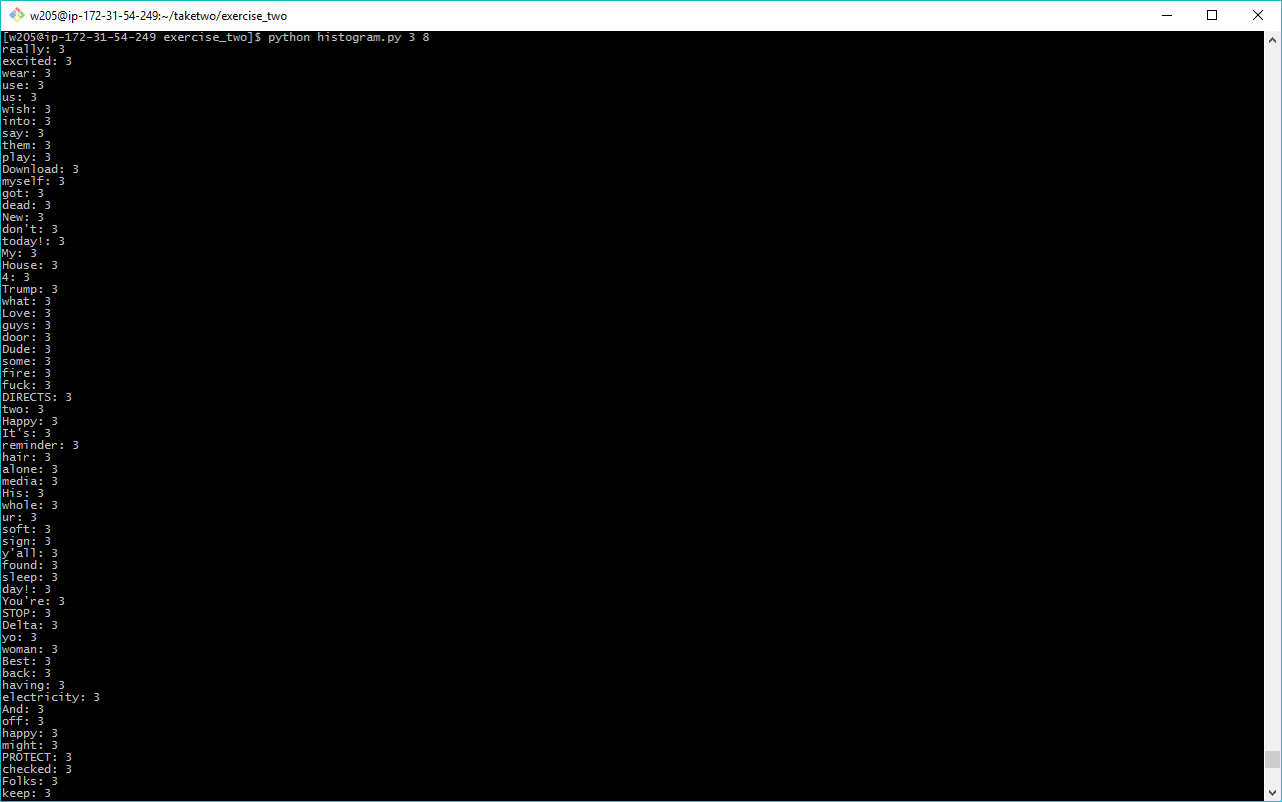 w205@ip-172-31-54-249:~/taketwo/exercise_two
[w205@ip-172-31-54-249 exercise_two]$ python histogram.py 3 8
really: 3
excited: 3
wear: 3
use: 3
us: 3
wish: 3
into: 3
say: 3
them: 3
play: 3
Download: 3
myself: 3
got: 3
dead: 3
New: 3
don't: 3
today!: 3
My: 3
House: 3
4: 3
Trump: 3
what: 3
Love: 3
guys: 3
door: 3
Dude: 3
some: 3
fire: 3
fuck: 3
DIRECTS: 3
two: 3
Happy: 3
It's: 3
reminder: 3
hair: 3
alone: 3
media: 3
His: 3
whole: 3
ur: 3
soft: 3
sign: 3
y'all: 3
found: 3
sleep: 3
day!: 3
You're: 3
STOP: 3
Delta: 3
yo: 3
woman: 3
Best: 3
back: 3
having: 3
electricity: 3
And: 3
off: 3
happy: 3
might: 3
PROTECT: 3
checked: 3
Folks: 3
keep: 3